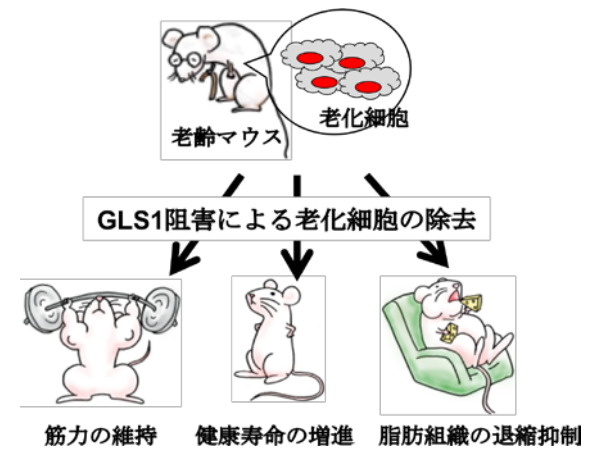 老化細胞
老齢マウス
GLS1阻害による老化細胞の除去
筋力の維持
健康寿命の増進
脂肪組織の退縮抑制